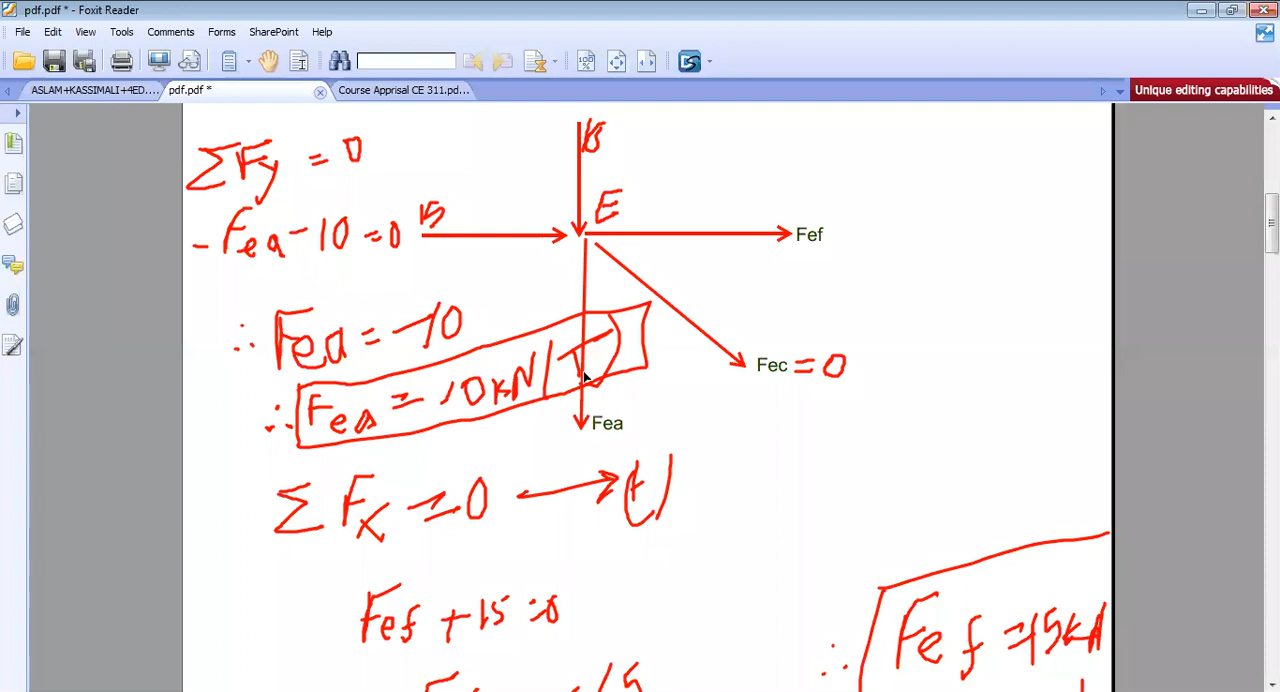 pdf.pdf * - Foxit Reader
File Edit View Tools Comments Forms SharePoint Help
ASLAM+KASSIMALI+4ED.... pdf.pdf * Course Apprisal CE 311.pd... Unique editing capabilities
ΣFy = 0
E
-Fea - 10 = 0 15
Fef
∴ Fea = -10
Fec = 0
∴ Fea = 10kN (T)
Fea
ΣFx = 0 → (+)
Fef + 15 = 0
∴ Fef = 15kN